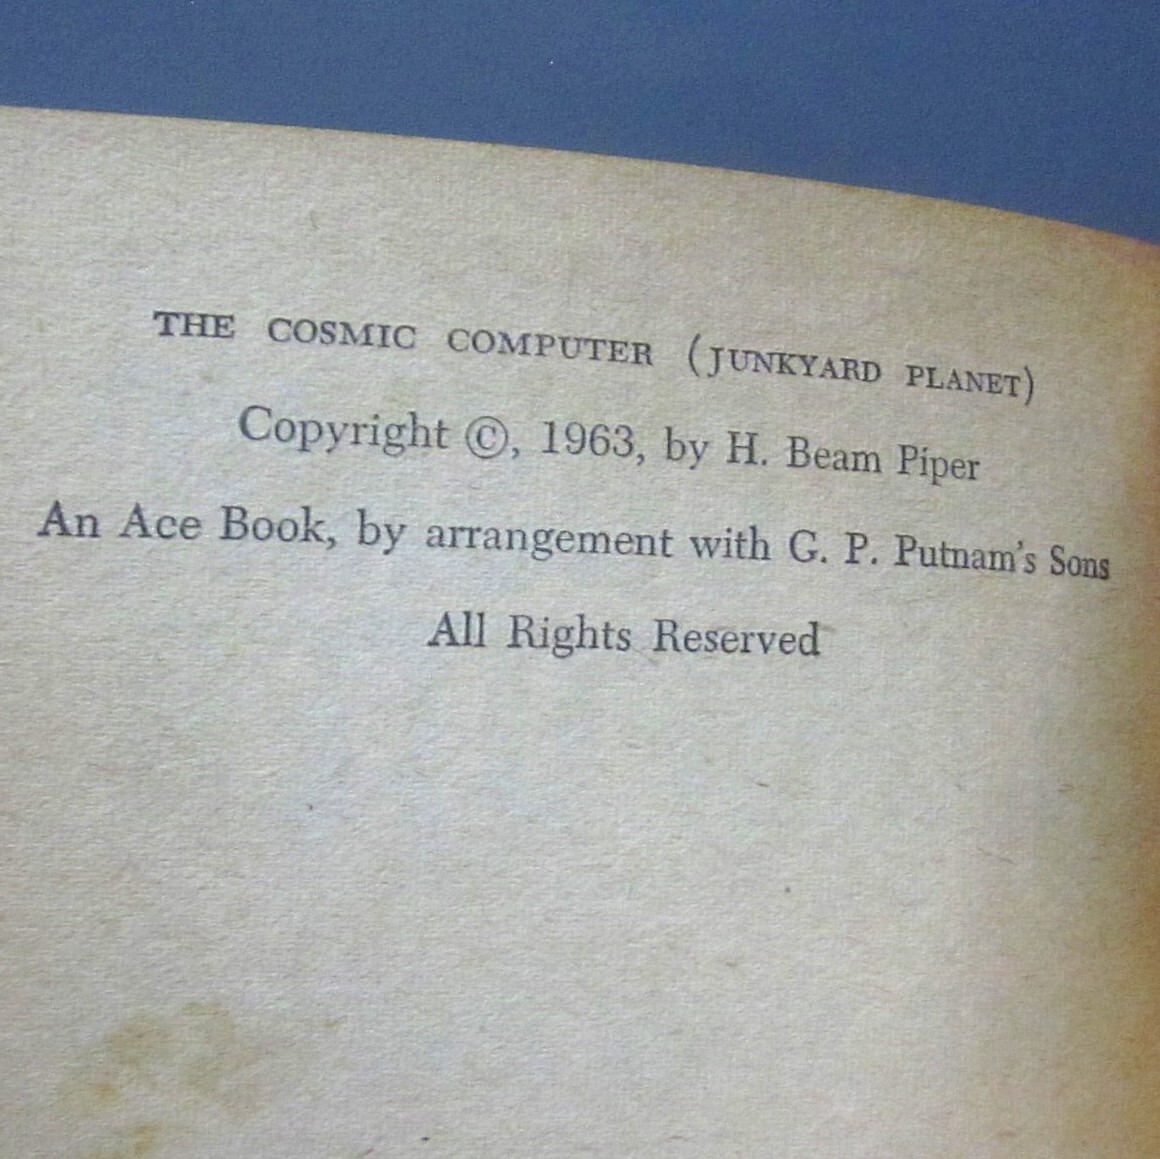 THE COSMIC COMPUTER (JUNKYARD PLANET)
Copyright ©, 1963, by H. Beam Piper
An Ace Book, by arrangement with G. P. Putnam's Sons
All Rights Reserved